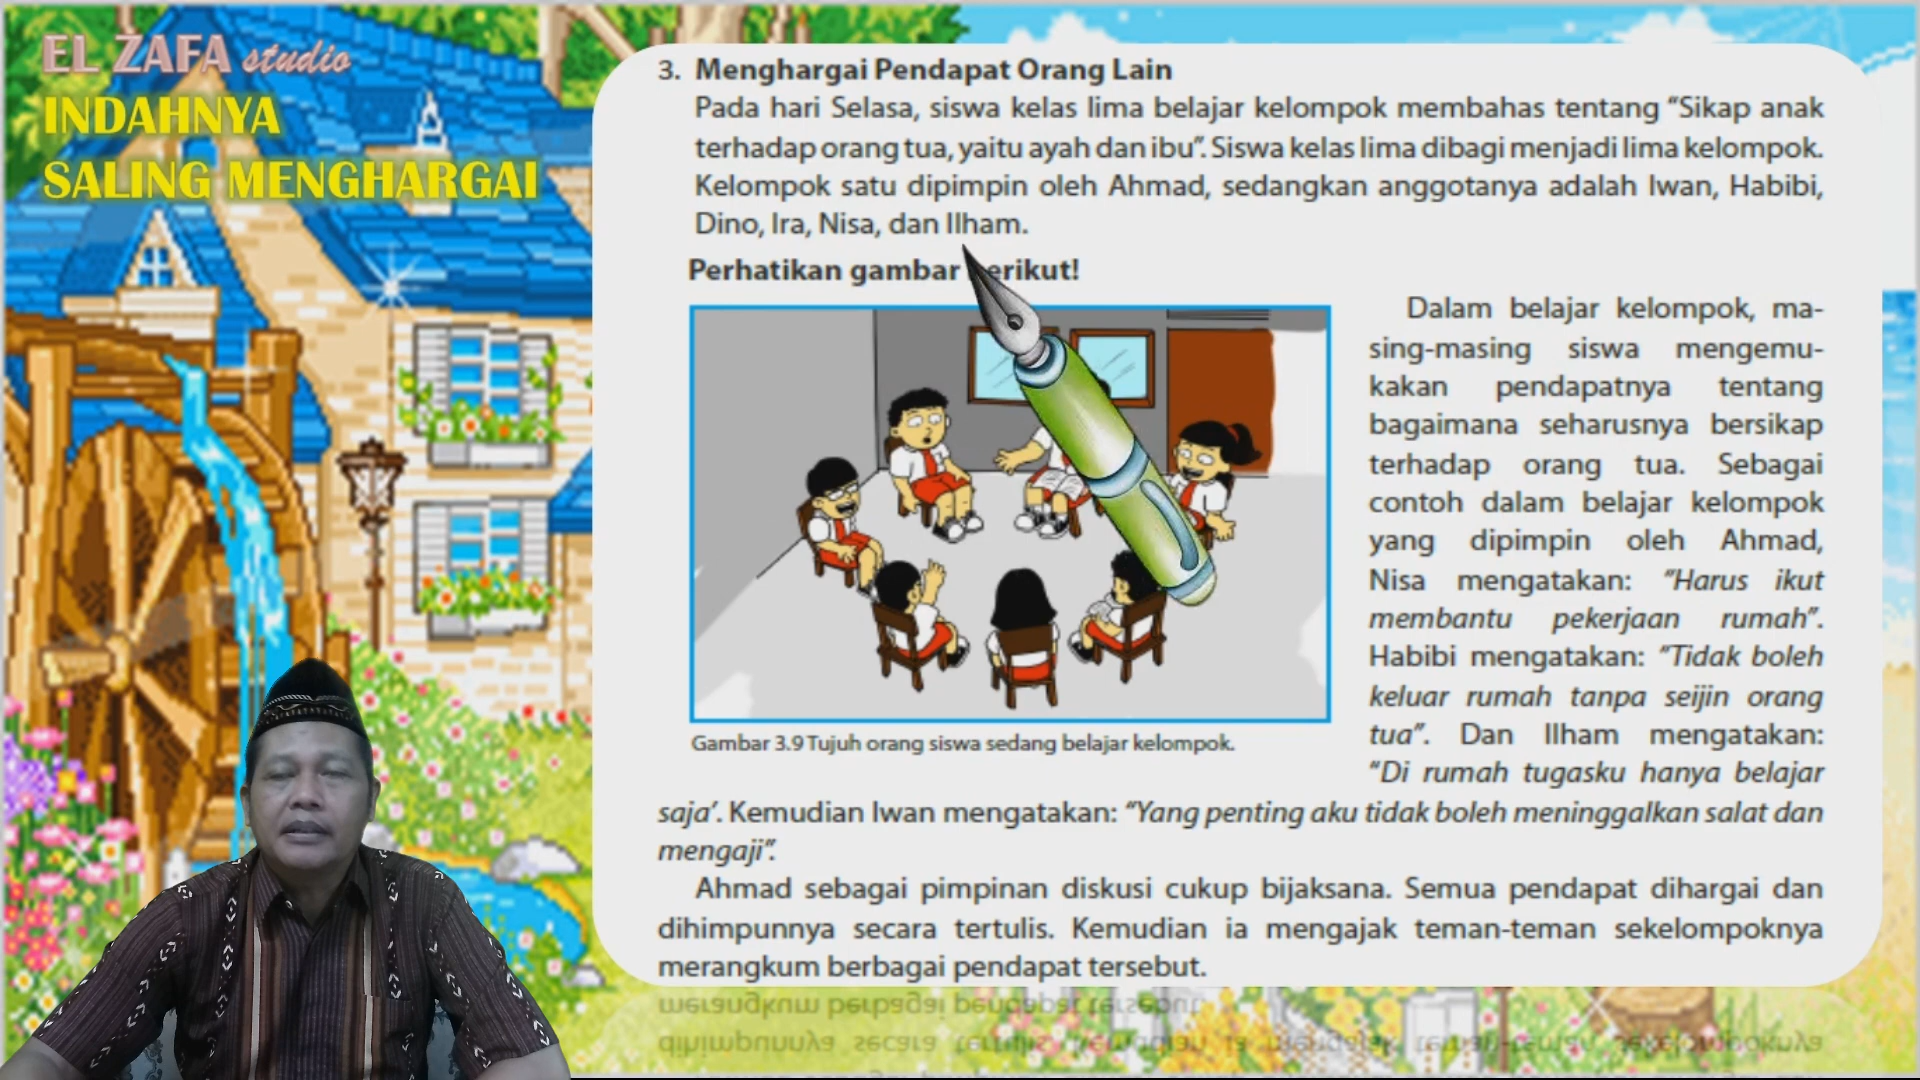 EL ZAFA studio
INDAHNYA
SALING MENGHARGAI
3. Menghargai Pendapat Orang Lain
Pada hari Selasa, siswa kelas lima belajar kelompok membahas tentang “Sikap anak
terhadap orang tua, yaitu ayah dan ibu”. Siswa kelas lima dibagi menjadi lima kelompok.
Kelompok satu dipimpin oleh Ahmad, sedangkan anggotanya adalah Iwan, Habibi,
Dino, Ira, Nisa, dan Ilham.
Perhatikan gambar erikut!
Dalam belajar kelompok, ma-
sing-masing siswa mengemu-
kakan pendapatnya tentang
bagaimana seharusnya bersikap
terhadap orang tua. Sebagai
contoh dalam belajar kelompok
yang dipimpin oleh Ahmad,
Nisa mengatakan: “Harus ikut
membantu pekerjaan rumah”.
Habibi mengatakan: “Tidak boleh
keluar rumah tanpa seijin orang
tua”. Dan Ilham mengatakan:
“Di rumah tugasku hanya belajar
Gambar 3.9 Tujuh orang siswa sedang belajar kelompok.
saja’. Kemudian Iwan mengatakan: “Yang penting aku tidak boleh meninggalkan salat dan
mengaji”.
Ahmad sebagai pimpinan diskusi cukup bijaksana. Semua pendapat dihargai dan
dihimpunnya secara tertulis. Kemudian ia mengajak teman-teman sekelompoknya
merangkum berbagai pendapat tersebut.